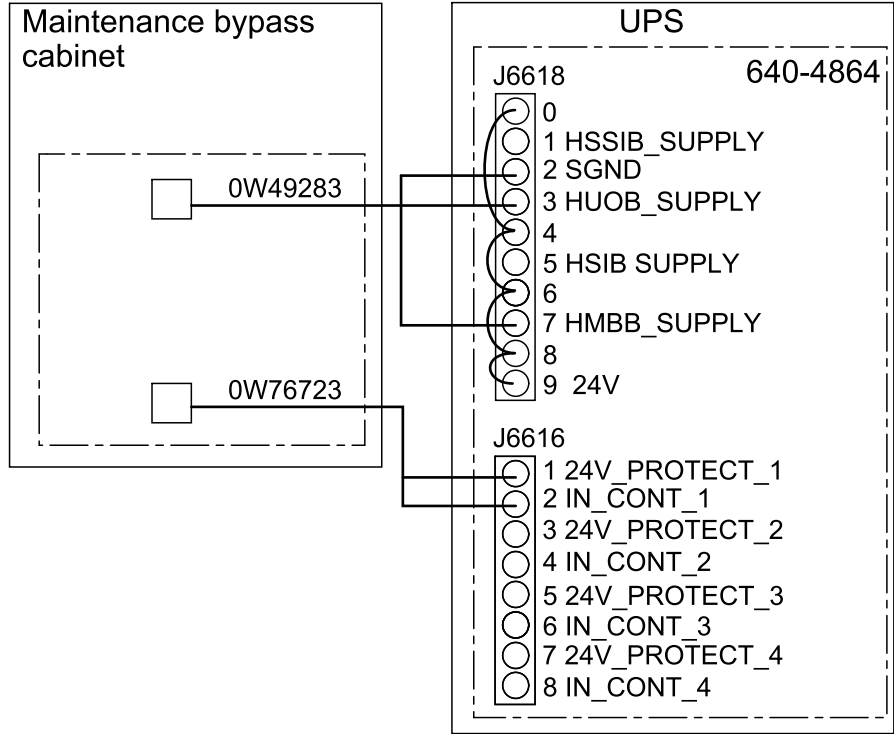 Maintenance bypass
cabinet
0W49283
0W76723
UPS
640-4864
J6618
0
1 HSSIB_SUPPLY
2 SGND
3 HUOB_SUPPLY
4
5 HSIB SUPPLY
6
7 HMBB_SUPPLY
8
9 24V
J6616
1 24V_PROTECT_1
2 IN_CONT_1
3 24V_PROTECT_2
4 IN_CONT_2
5 24V_PROTECT_3
6 IN_CONT_3
7 24V_PROTECT_4
8 IN_CONT_4